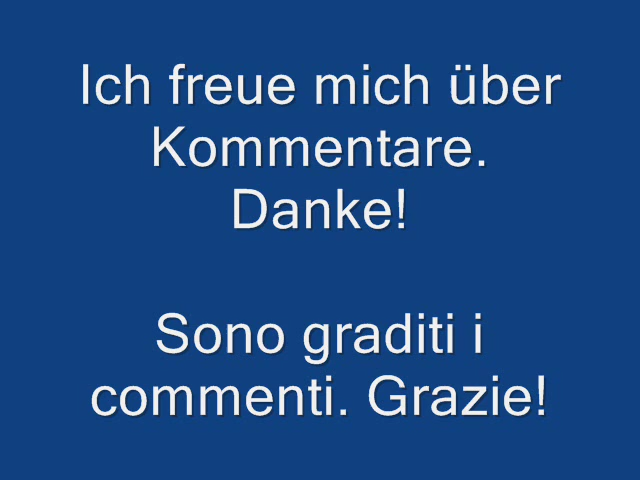 Ich freue mich über
Kommentare.
Danke!
Sono graditi i
commenti. Grazie!